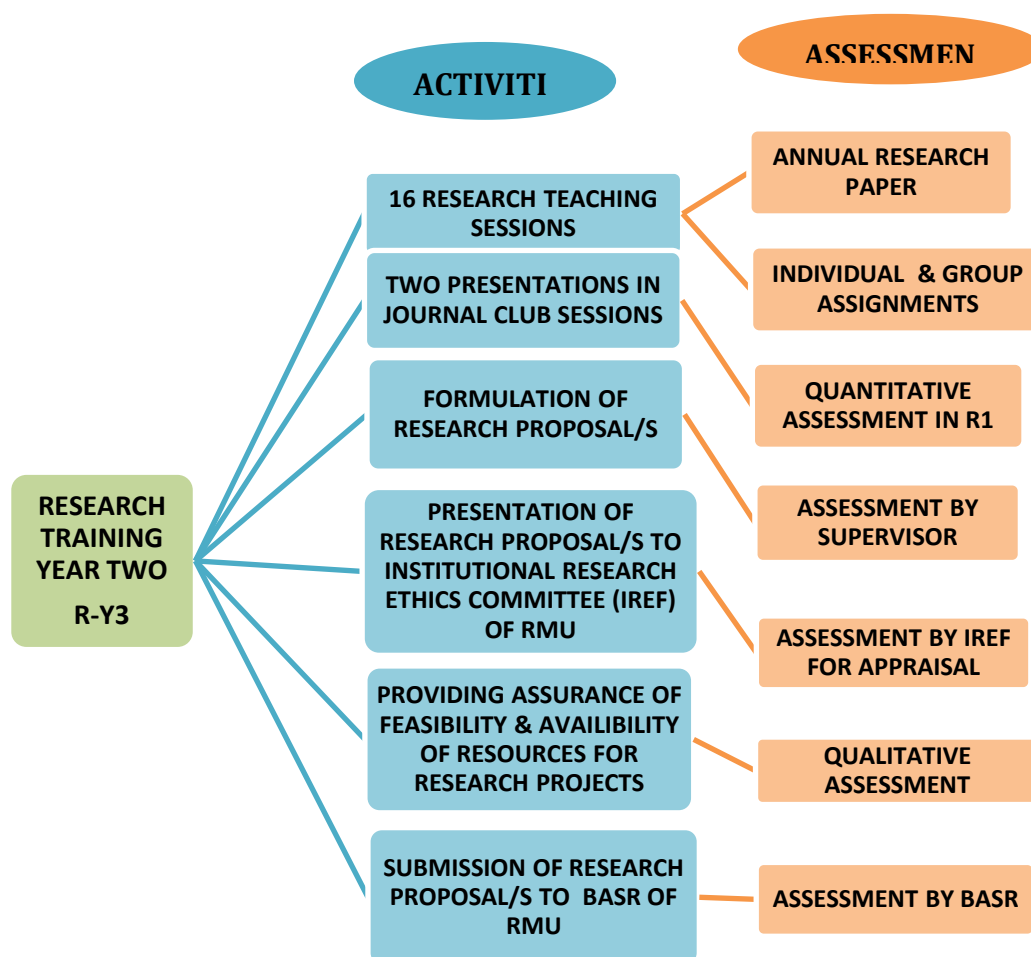 ACTIVITI
ASSESSMEN
RESEARCH
TRAINING
YEAR TWO
R-Y3
16 RESEARCH TEACHING
SESSIONS
TWO PRESENTATIONS IN
JOURNAL CLUB SESSIONS
FORMULATION OF
RESEARCH PROPOSAL/S
PRESENTATION OF
RESEARCH PROPOSAL/S TO
INSTITUTIONAL RESEARCH
ETHICS COMMITTEE (IREF)
OF RMU
PROVIDING ASSURANCE OF
FEASIBILITY & AVAILIBILITY
OF RESOURCES FOR
RESEARCH PROJECTS
SUBMISSION OF RESEARCH
PROPOSAL/S TO BASR OF
RMU
ANNUAL RESEARCH
PAPER
INDIVIDUAL & GROUP
ASSIGNMENTS
QUANTITATIVE
ASSESSMENT IN R1
ASSESSMENT BY
SUPERVISOR
ASSESSMENT BY IREF
FOR APPRAISAL
QUALITATIVE
ASSESSMENT
ASSESSMENT BY BASR